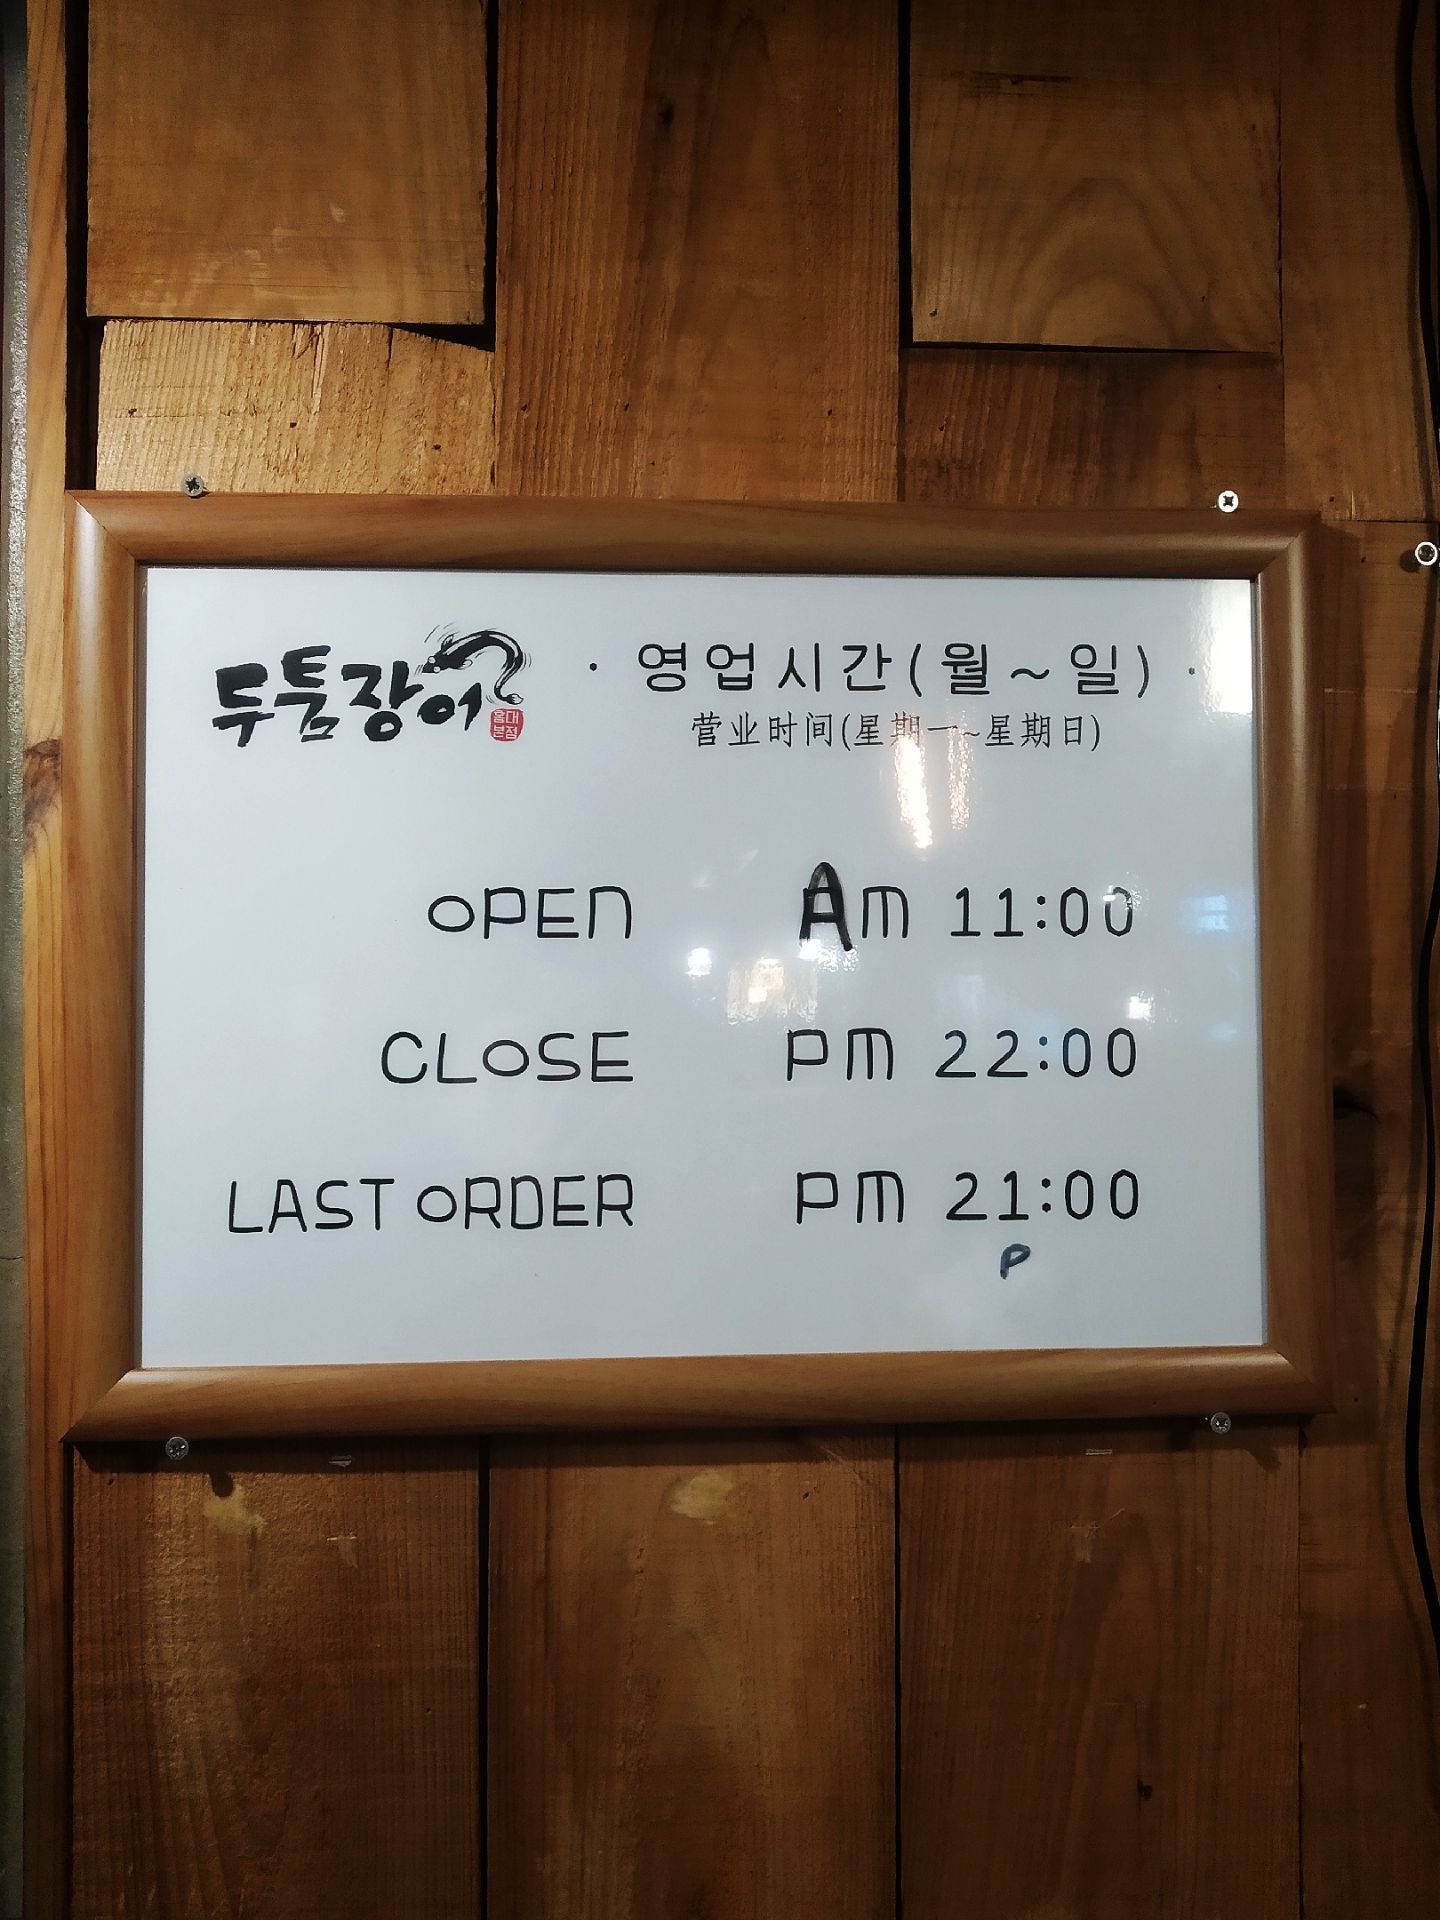 두툼장어
홍대
본점
· 영업시간(월~일) ·
营业时间(星期一~星期日)
OPEN AM 11:00
CLOSE PM 22:00
LAST ORDER PM 21:00
P